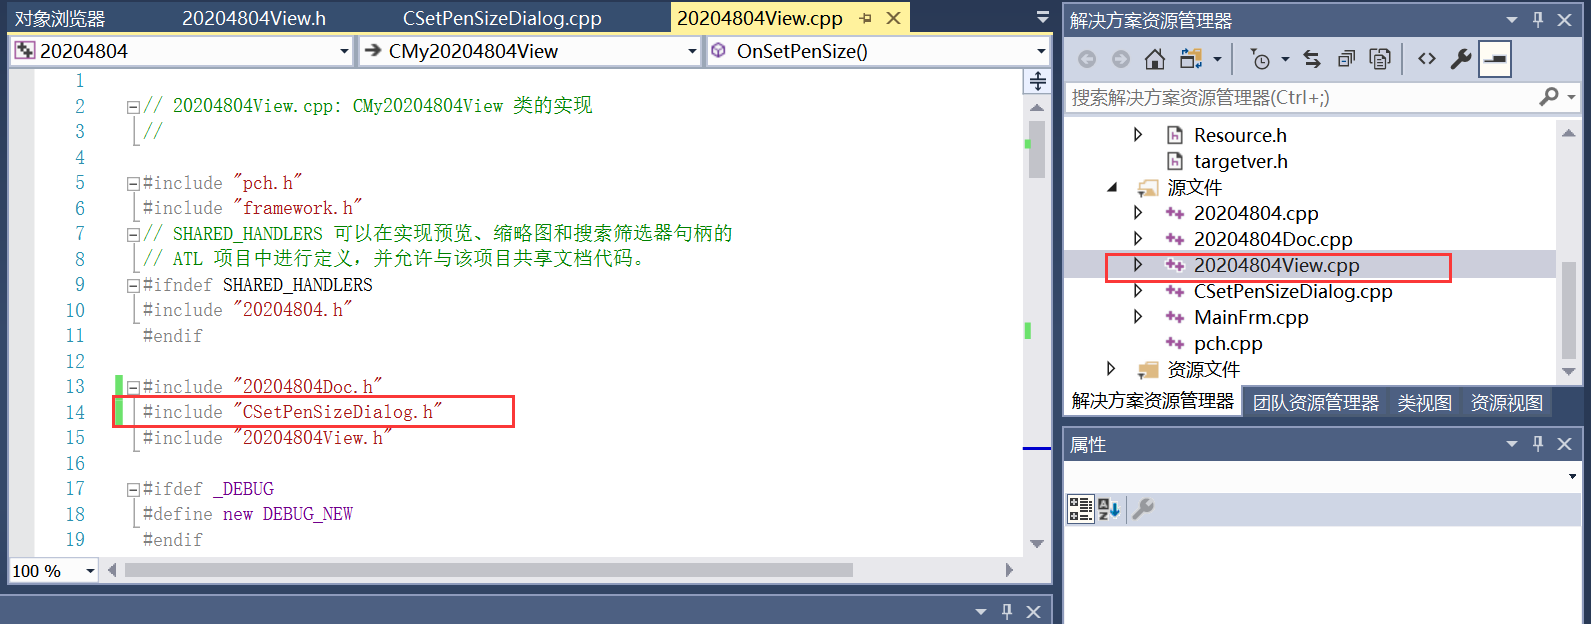 对象浏览器 20204804View.h CSetPenSizeDialog.cpp 20204804View.cpp
20204804 CMy20204804View OnSetPenSize()
1
2 // 20204804View.cpp: CMy20204804View 类的实现
3 //
4
5 #include "pch.h"
6 #include "framework.h"
7 // SHARED_HANDLERS 可以在实现预览、缩略图和搜索筛选器句柄的
8 // ATL 项目中进行定义，并允许与该项目共享文档代码。
9 #ifndef SHARED_HANDLERS
10 #include "20204804.h"
11 #endif
12
13 #include "20204804Doc.h"
14 #include "CSetPenSizeDialog.h"
15 #include "20204804View.h"
16
17 #ifdef _DEBUG
18 #define new DEBUG_NEW
19 #endif
100 %
解决方案资源管理器
搜索解决方案资源管理器(Ctrl+;)
Resource.h
targetver.h
源文件
20204804.cpp
20204804Doc.cpp
20204804View.cpp
CSetPenSizeDialog.cpp
MainFrm.cpp
pch.cpp
资源文件
解决方案资源管理器 团队资源管理器 类视图 资源视图
属性